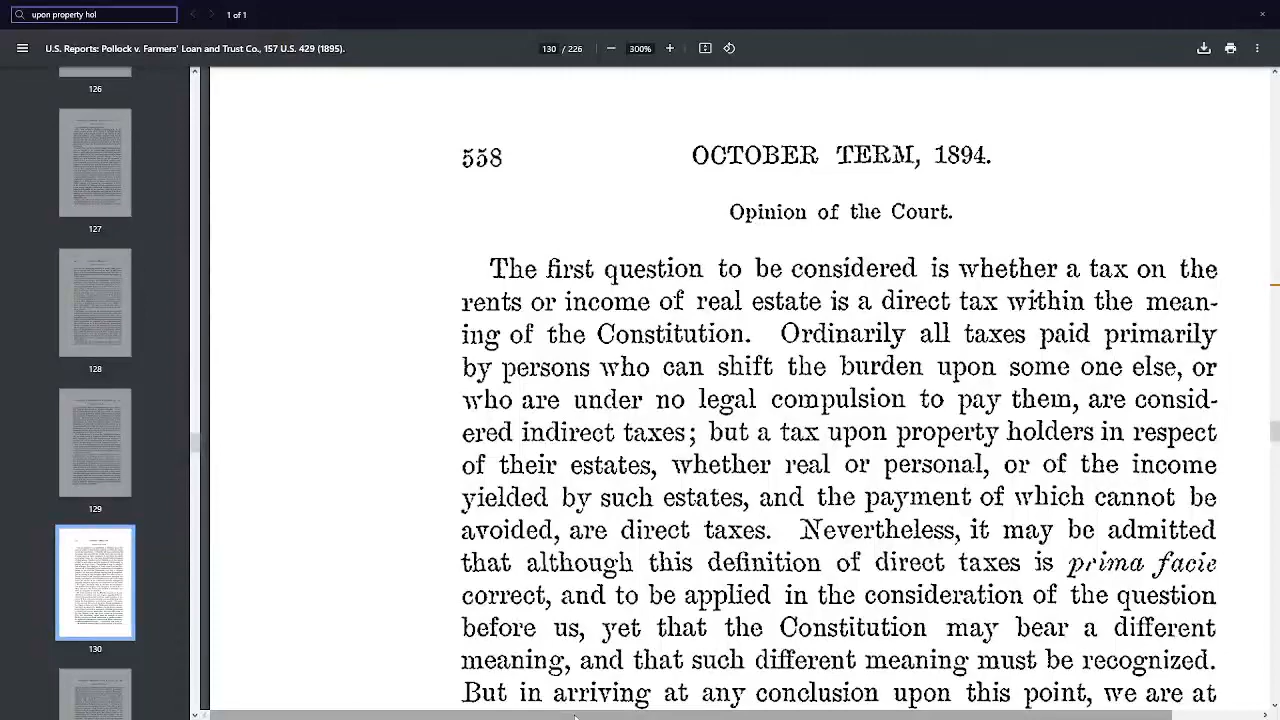 upon property hol
1 of 1
U.S. Reports: Pollock v. Farmers' Loan and Trust Co., 157 U.S. 429 (1895).
130 / 226
300%
126
127
128
129
130
558
OCTOBER TERM, 1894.
Opinion of the Court.
The first question to be considered is whether a tax on the
rents or income of real estate is a direct tax within the mean-
ing of the Constitution. Ordinarily all taxes paid primarily
by persons who can shift the burden upon some one else, or
who are under no legal compulsion to pay them, are consid-
ered indirect taxes; but a tax upon property holders in respect
of their estates, whether real or personal, or of the income
yielded by such estates, and the payment of which cannot be
avoided, are direct taxes. Nevertheless, it may be admitted
that although this definition of direct taxes is prima facie
correct, and to be applied in the consideration of the question
before us, yet that the Constitution may bear a different
meaning, and that such different meaning must be recognized.
But in arriving at any conclusion upon this point, we are at